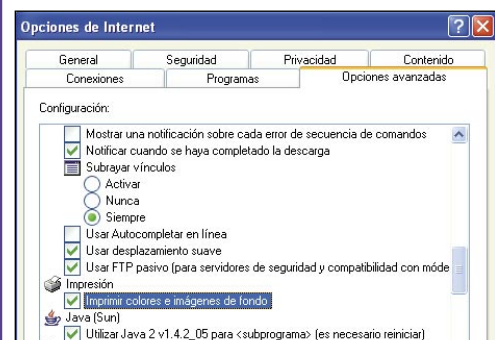 Opciones de Internet
General Seguridad Privacidad Contenido
Conexiones Programas Opciones avanzadas
Configuración:
Mostrar una notificación sobre cada error de secuencia de comandos
Notificar cuando se haya completado la descarga
Subrayar vínculos
Activar
Nunca
Siempre
Usar Autocompletar en línea
Usar desplazamiento suave
Usar FTP pasivo (para servidores de seguridad y compatibilidad con móde
Impresión
Imprimir colores e imágenes de fondo
Java (Sun)
Utilizar Java 2 v1.4.2_05 para <subprograma> (es necesario reiniciar)